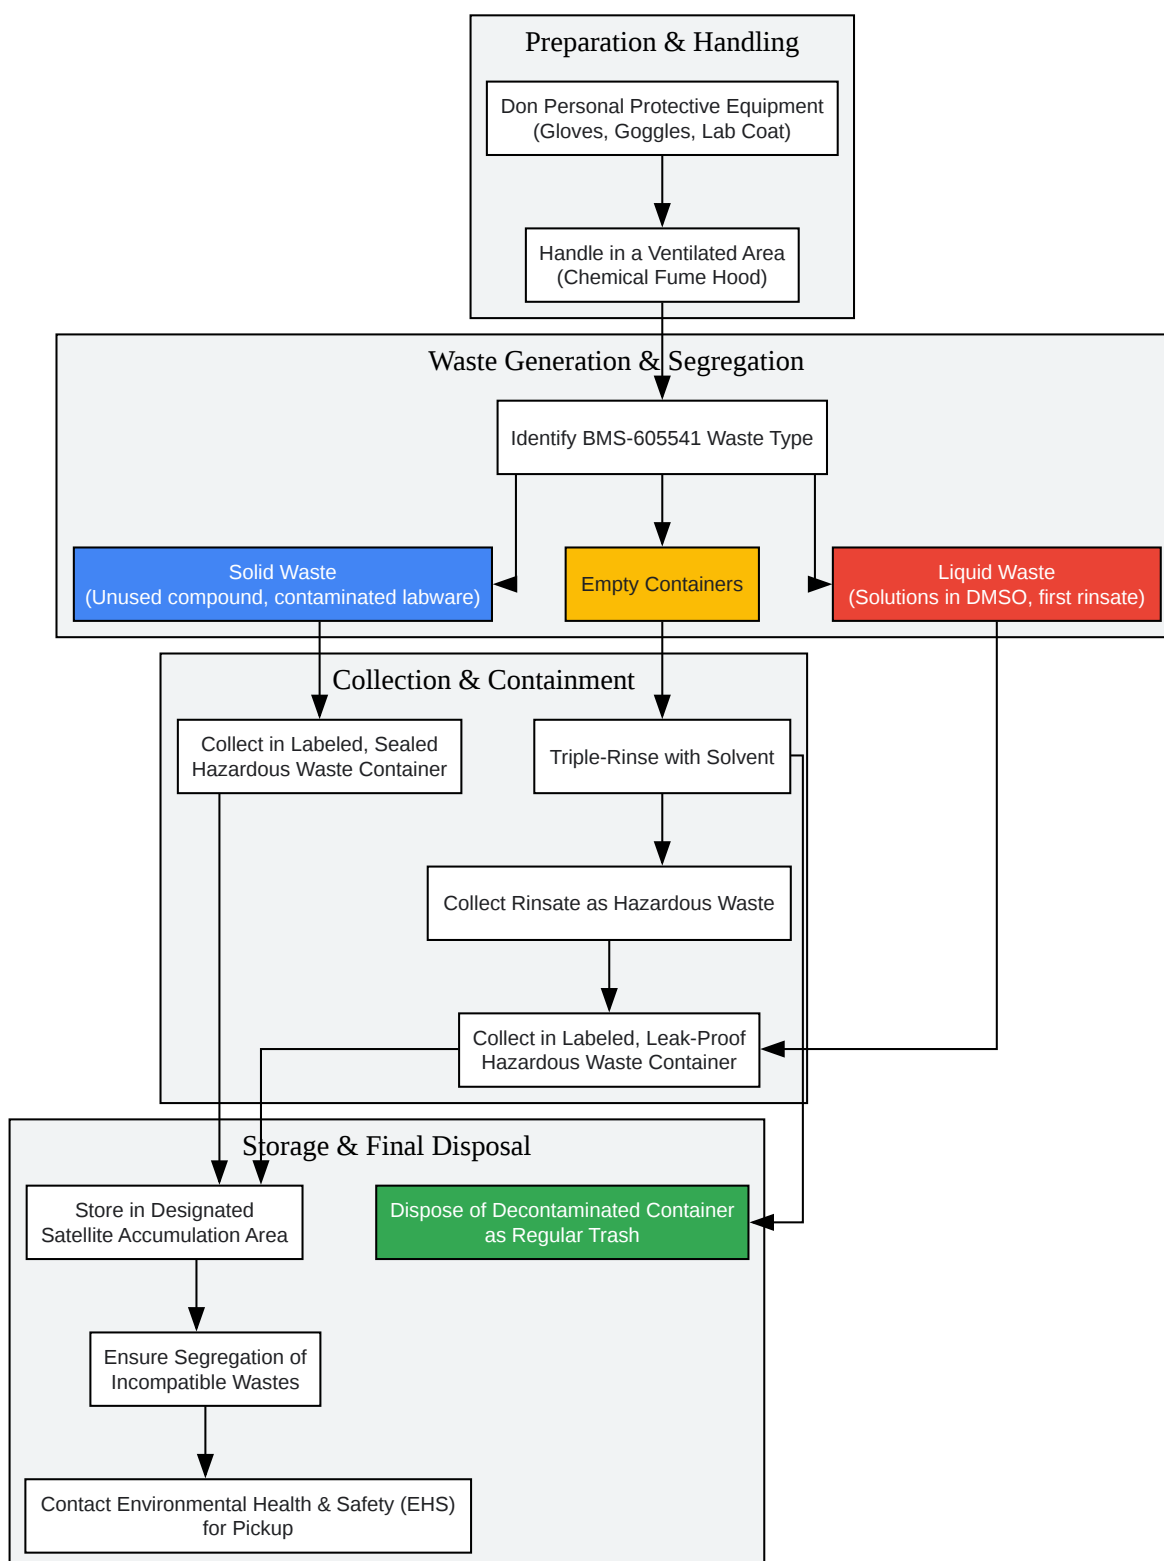 Preparation & Handling
Don Personal Protective Equipment
(Gloves, Goggles, Lab Coat)
Handle in a Ventilated Area
(Chemical Fume Hood)
Waste Generation & Segregation
Identify BMS-605541 Waste Type
Solid Waste
(Unused compound, contaminated labware)
Empty Containers
Liquid Waste
(Solutions in DMSO, first rinsate)
Collection & Containment
Collect in Labeled, Sealed
Hazardous Waste Container
Triple-Rinse with Solvent
Collect Rinsate as Hazardous Waste
Collect in Labeled, Leak-Proof
Hazardous Waste Container
Storage & Final Disposal
Store in Designated
Satellite Accumulation Area
Dispose of Decontaminated Container
as Regular Trash
Ensure Segregation of
Incompatible Wastes
Contact Environmental Health & Safety (EHS)
for Pickup